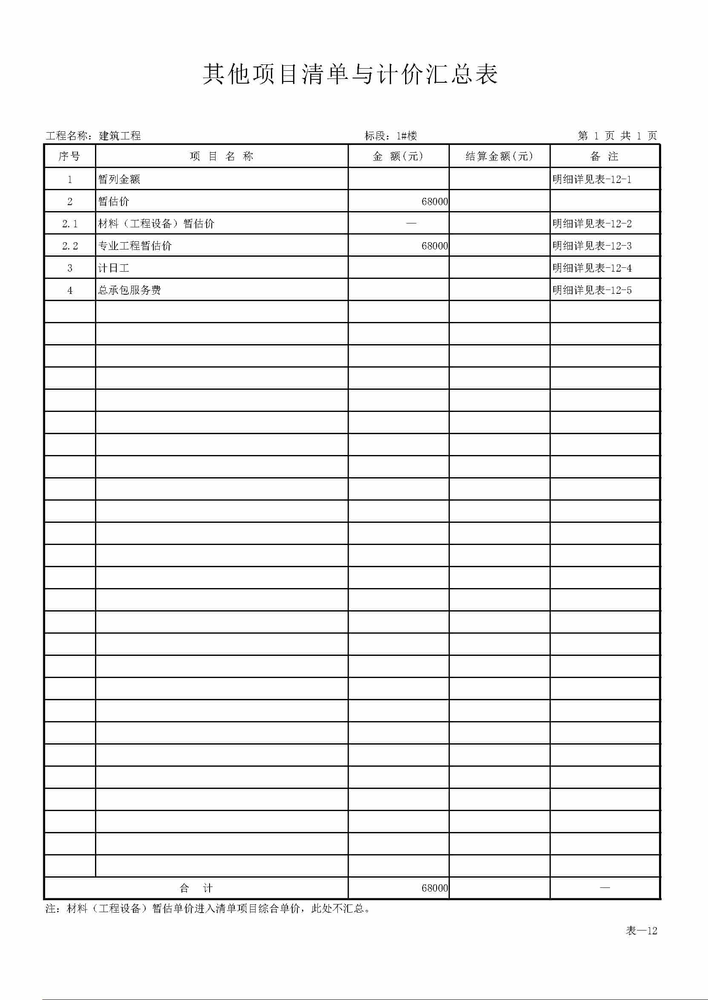 其他项目清单与计价汇总表
工程名称：建筑工程 标段：1#楼 第 1 页 共 1 页
序号 项 目 名 称 金 额(元) 结算金额(元) 备 注
1 暂列金额 明细详见表-12-1
2 暂估价 68000
2.1 材料（工程设备）暂估价 — 明细详见表-12-2
2.2 专业工程暂估价 68000 明细详见表-12-3
3 计日工 明细详见表-12-4
4 总承包服务费 明细详见表-12-5
合 计 68000 —
注：材料（工程设备）暂估单价进入清单项目综合单价，此处不汇总。
表—12